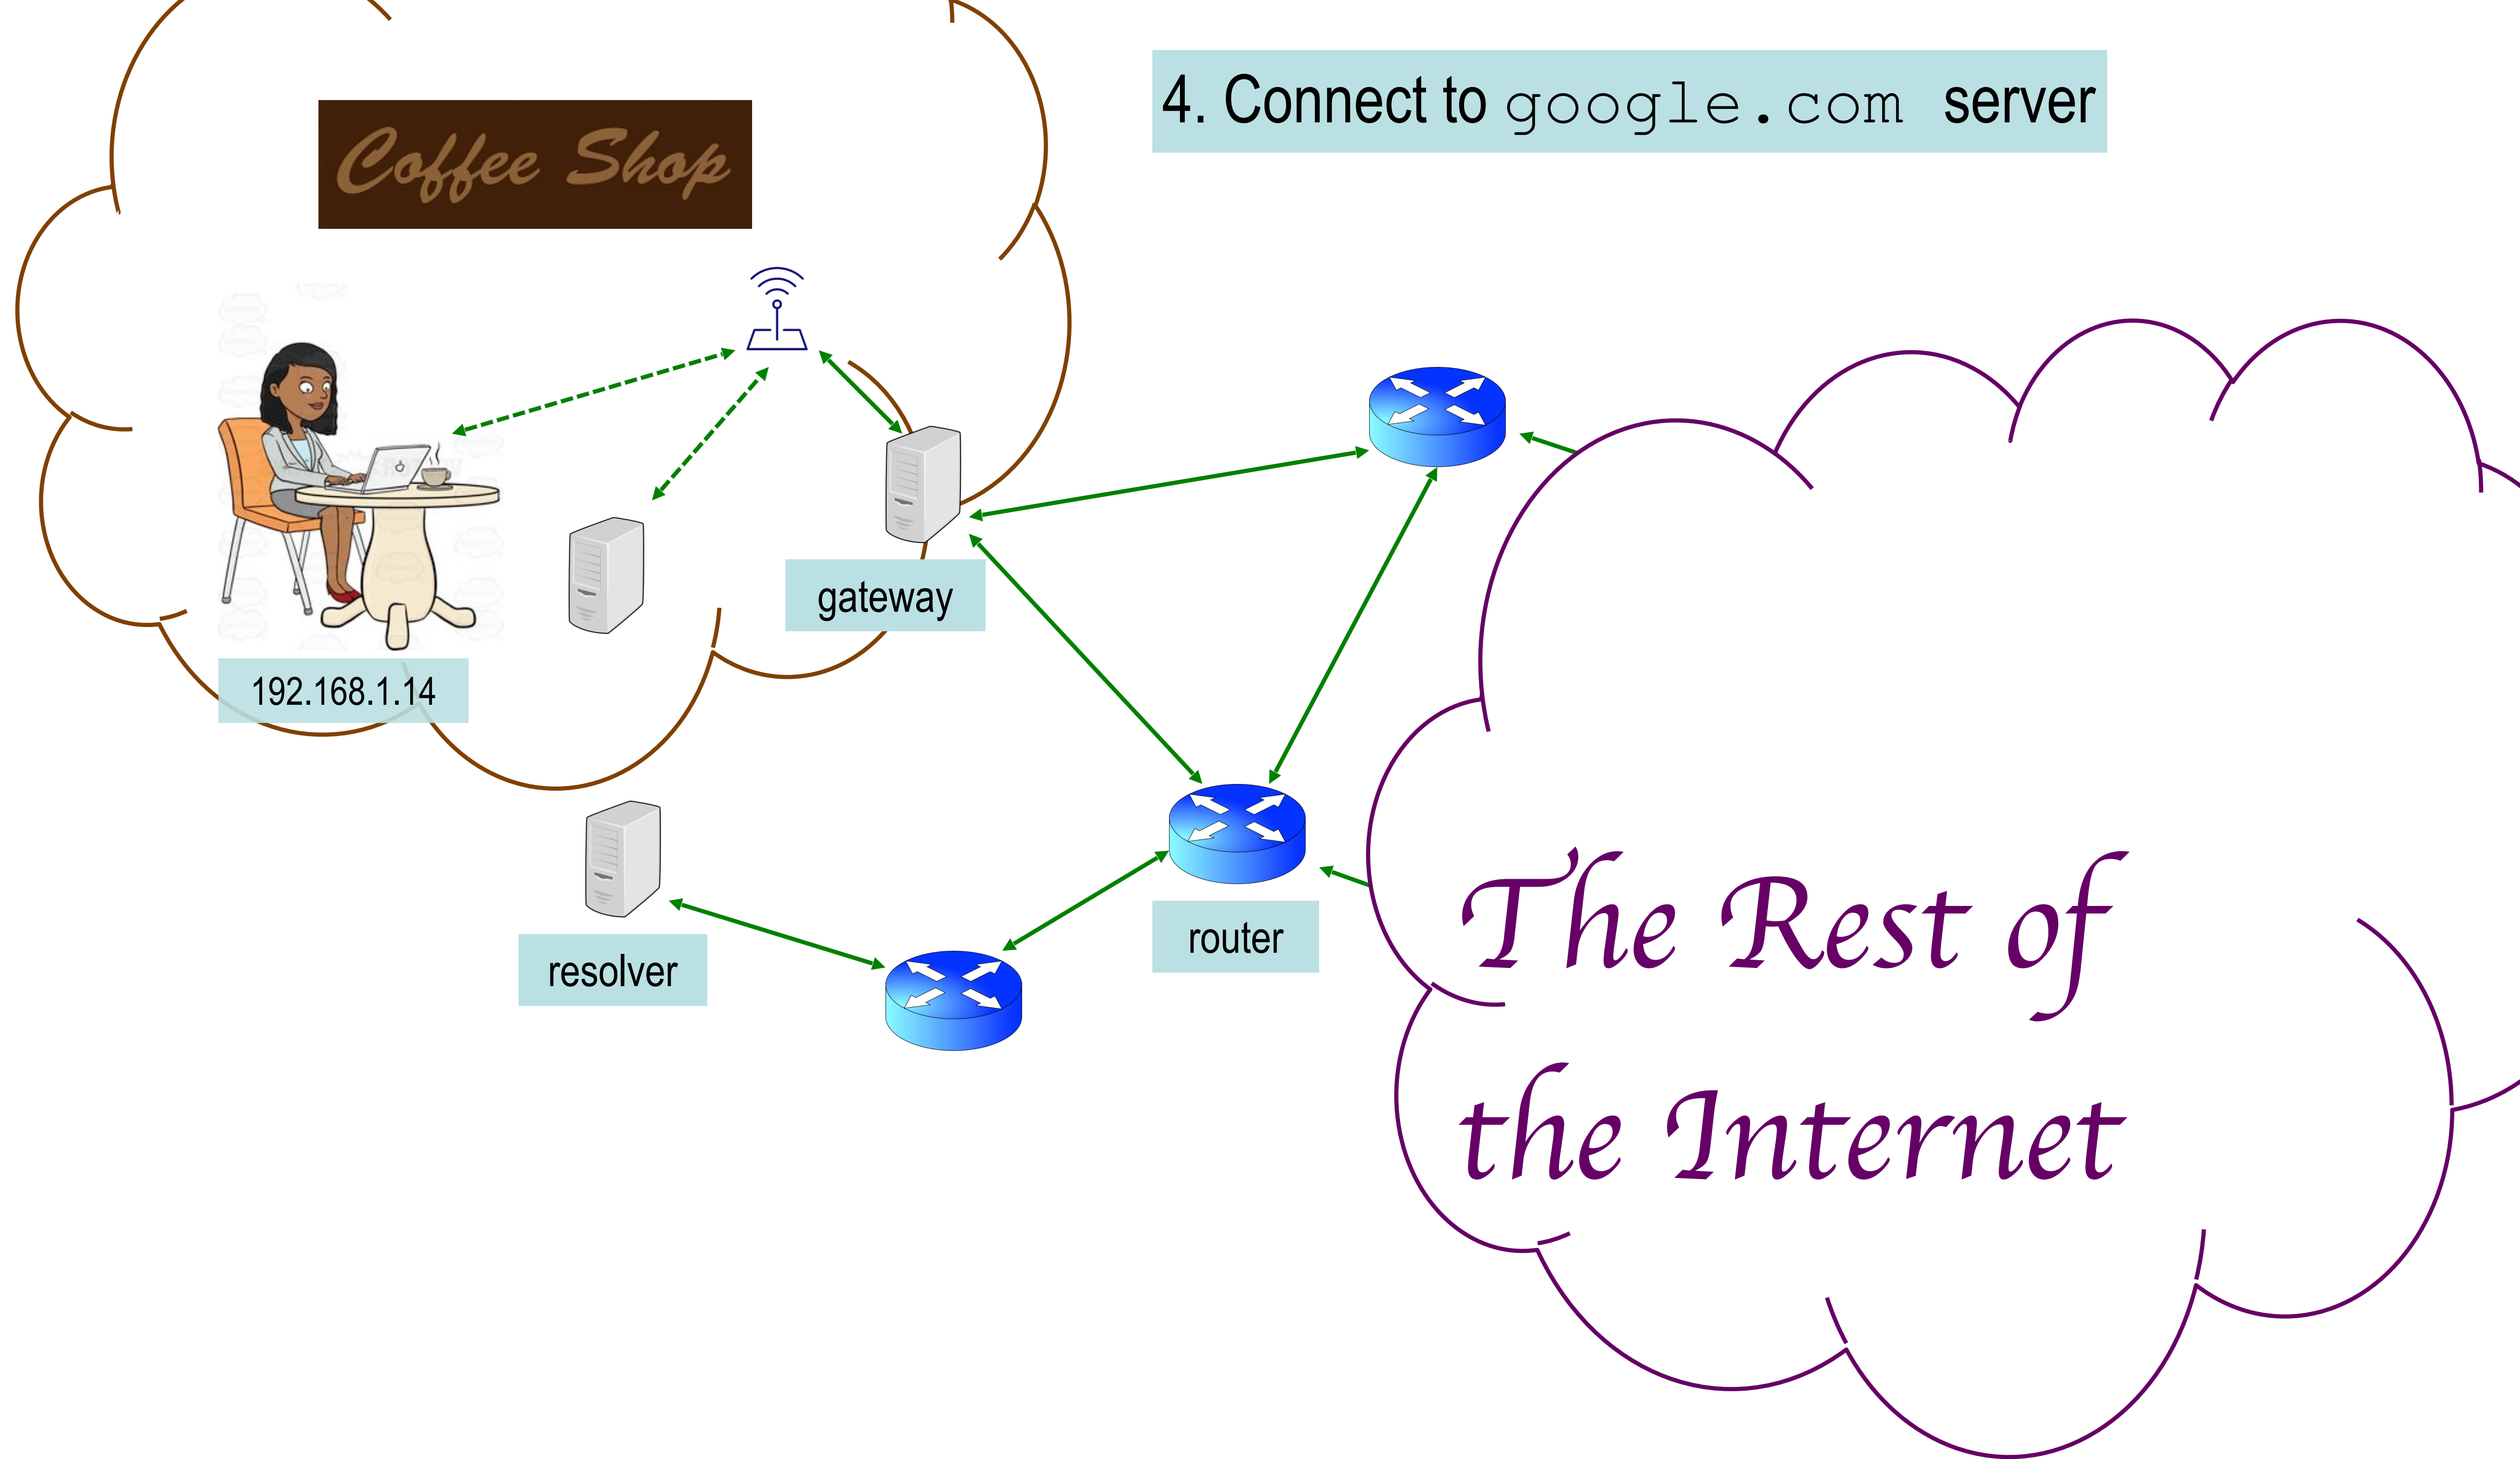 4. Connect to google.com server
Coffee Shop
gateway
192.168.1.14
router
resolver
The Rest of
the Internet